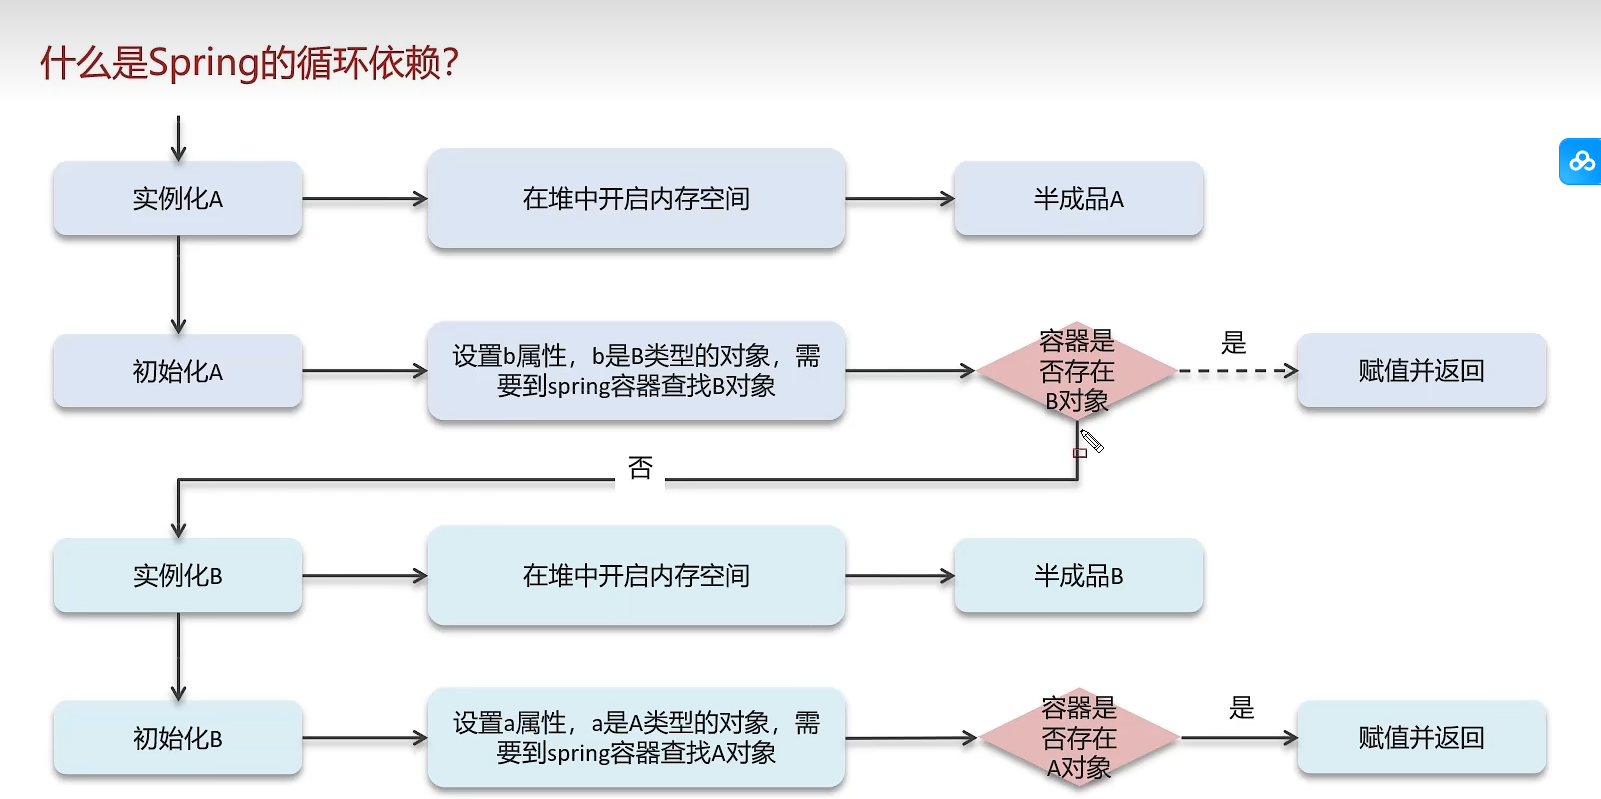 什么是Spring的循环依赖?
实例化A
在堆中开启内存空间
半成品A
初始化A
设置b属性，b是B类型的对象，需
要到spring容器查找B对象
容器是
否存在
B对象
是
赋值并返回
否
实例化B
在堆中开启内存空间
半成品B
初始化B
设置a属性，a是A类型的对象，需
要到spring容器查找A对象
容器是
否存在
A对象
是
赋值并返回